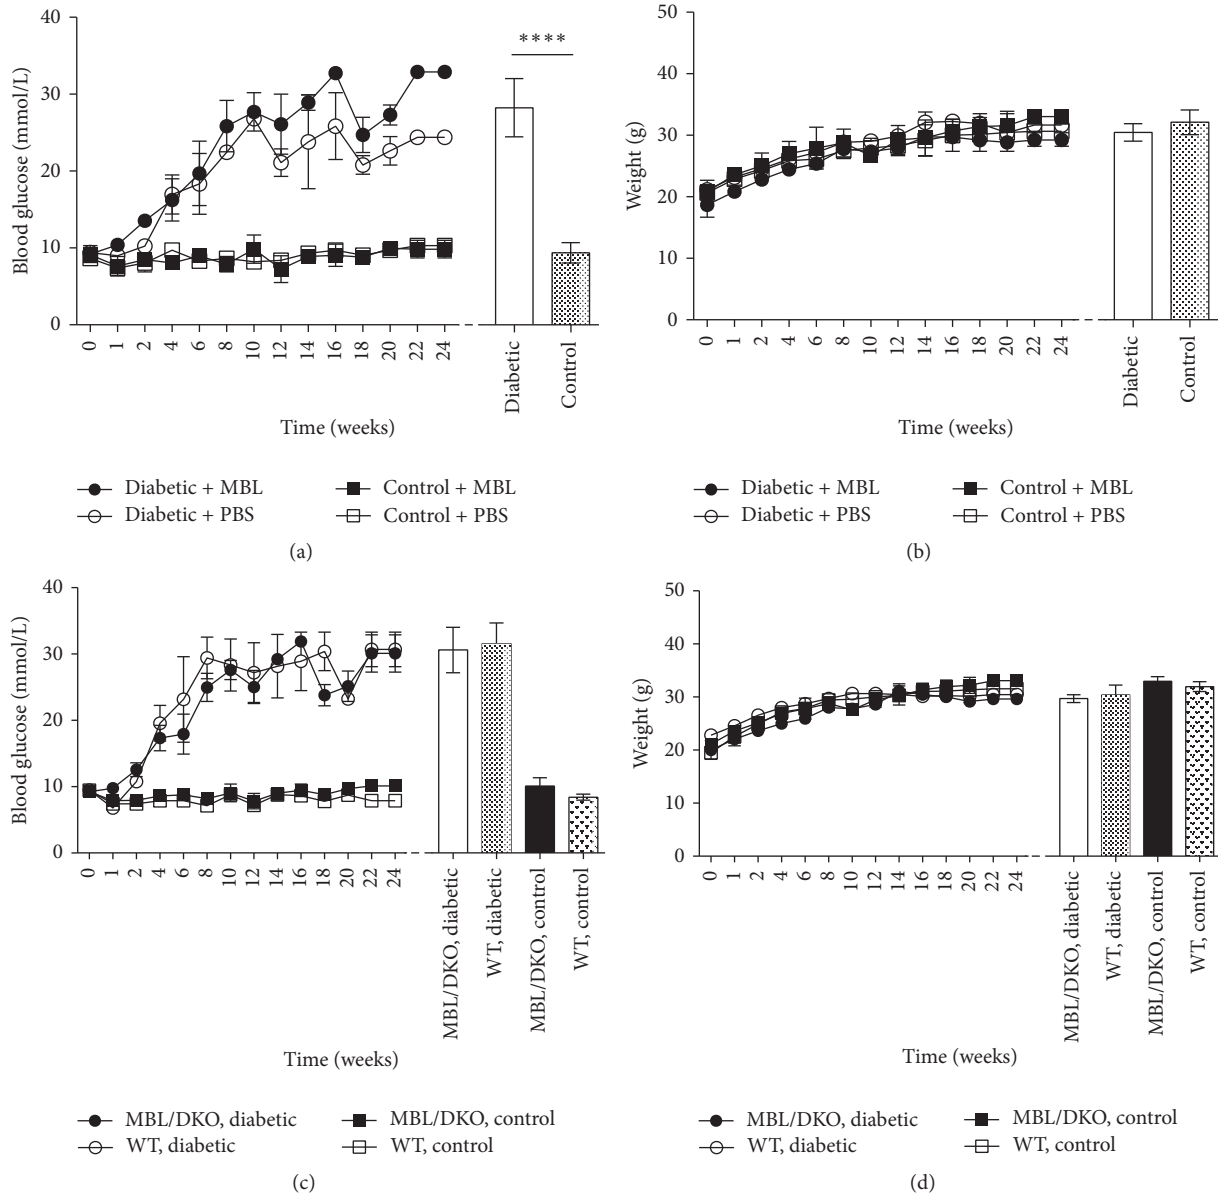 Blood glucose (mmol/L)
40
30
20
10
0
0 1 2 4 6 8 10 12 14 16 18 20 22 24
****
Diabetic
Control
Time (weeks)
Diabetic + MBL
Control + MBL
Diabetic + PBS
Control + PBS
(a)
Weight (g)
50
40
30
20
10
0
0 1 2 4 6 8 10 12 14 16 18 20 22 24
Diabetic
Control
Time (weeks)
Diabetic + MBL
Control + MBL
Diabetic + PBS
Control + PBS
(b)
Blood glucose (mmol/L)
40
30
20
10
0
0 1 2 4 6 8 10 12 14 16 18 20 22 24
MBL/DKO, diabetic
WT, diabetic
MBL/DKO, control
WT, control
Time (weeks)
MBL/DKO, diabetic
MBL/DKO, control
WT, diabetic
WT, control
(c)
Weight (g)
50
40
30
20
10
0
0 1 2 4 6 8 10 12 14 16 18 20 22 24
MBL/DKO, diabetic
WT, diabetic
MBL/DKO, control
WT, control
Time (weeks)
MBL/DKO, diabetic
MBL/DKO, control
WT, diabetic
WT, control
(d)